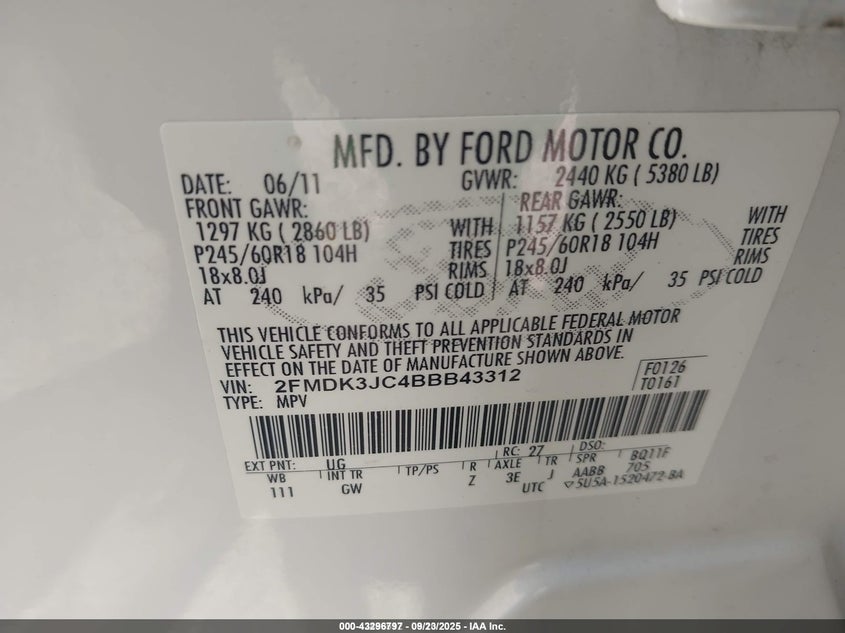 MFD. BY FORD MOTOR CO.
DATE: 06/11 GVWR: 2440 KG ( 5380 LB)
FRONT GAWR: REAR GAWR:
1297 KG ( 2860 LB) WITH 1157 KG ( 2550 LB) WITH
P245/60R18 104H TIRES P245/60R18 104H TIRES
18x8.0J RIMS 18x8.0J RIMS
AT 240 kPa/ 35 PSI COLD AT 240 kPa/ 35 PSI COLD
THIS VEHICLE CONFORMS TO ALL APPLICABLE FEDERAL MOTOR
VEHICLE SAFETY AND THEFT PREVENTION STANDARDS IN
EFFECT ON THE DATE OF MANUFACTURE SHOWN ABOVE.
VIN: 2FMDK3JC4BBB43312 F0126
TYPE: MPV T0161
EXT PNT: UG RC: 27 DSO:
WB INT TR TP/PS R AXLE TR SPR BQ11F
111 GW Z 3E J AABB 705
UTC ▽5U5A-1520472-BA
000-43296797 - 09/23/2025 - IAA Inc.